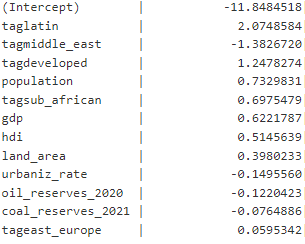 (Intercept) | -11.8484518
taglatin | 2.0748584
tagmiddle_east | -1.3826720
tagdeveloped | 1.2478274
population | 0.7329831
tagsub_african | 0.6975479
gdp | 0.6221787
hdi | 0.5145639
land_area | 0.3980233
urbaniz_rate | -0.1495560
oil_reserves_2020 | -0.1220423
coal_reserves_2021 | -0.0764886
tageast_europe | 0.0595342